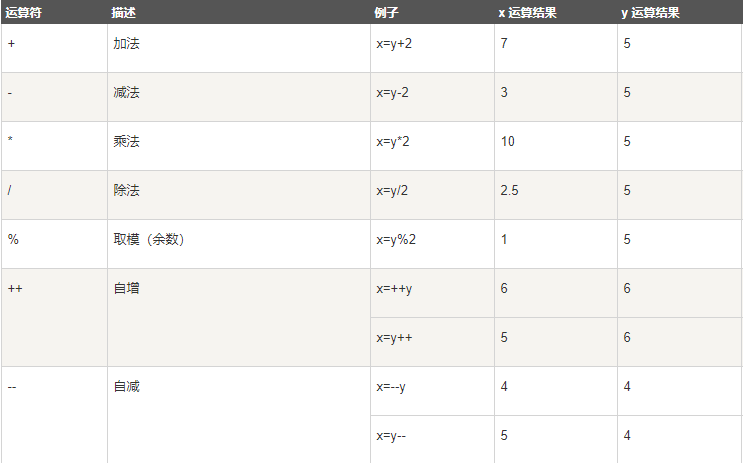 运算符 描述 例子 x 运算结果 y 运算结果
+ 加法 x=y+2 7 5
- 减法 x=y-2 3 5
* 乘法 x=y*2 10 5
/ 除法 x=y/2 2.5 5
% 取模（余数） x=y%2 1 5
++ 自增 x=++y 6 6
x=y++ 5 6
-- 自减 x=--y 4 4
x=y-- 5 4